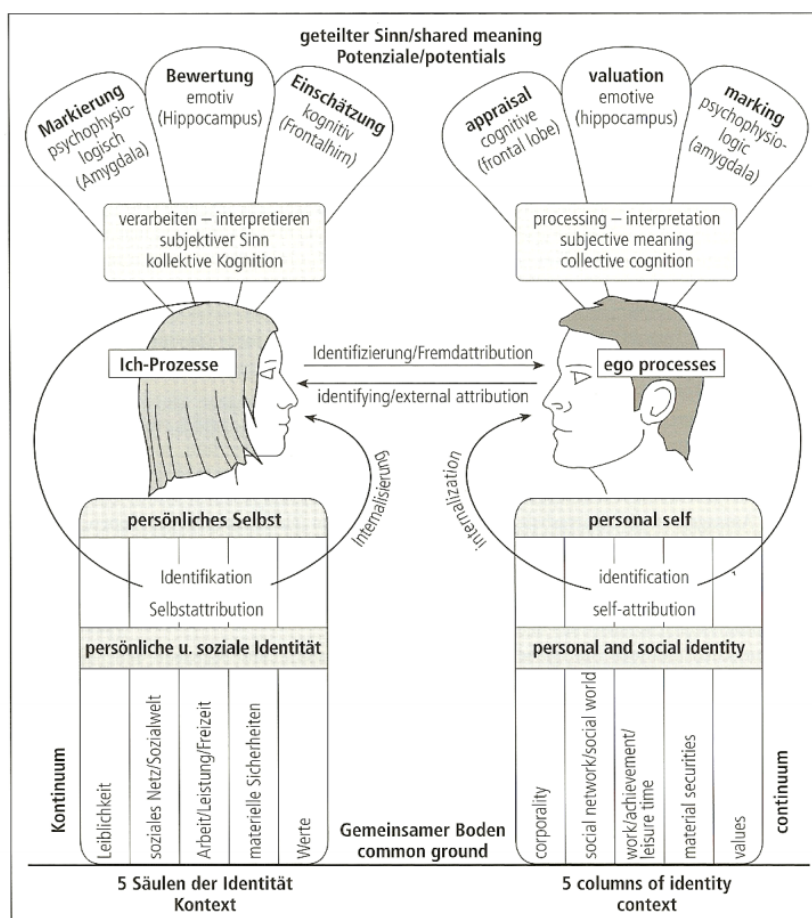 geteilter Sinn/shared meaning
Potenziale/potentials
Markierung
psychophysio-
logisch
(Amygdala)
Bewertung
emotiv
(Hippocampus)
Einschätzung
kognitiv
(Frontalhirn)
appraisal
cognitive
(frontal lobe)
valuation
emotive
(hippocampus)
marking
psychophysio-
logic
(amygdala)
verarbeiten – interpretieren
subjektiver Sinn
kollektive Kognition
processing – interpretation
subjective meaning
collective cognition
Ich-Prozesse
Identifizierung/Fremdattribution
identifying/external attribution
ego processes
Internalisierung
internalization
persönliches Selbst
Identifikation
Selbstattribution
persönliche u. soziale Identität
personal self
identification
self-attribution
personal and social identity
Kontinuum
Leiblichkeit
soziales Netz/Sozialwelt
Arbeit/Leistung/Freizeit
materielle Sicherheiten
Werte
Gemeinsamer Boden
common ground
corporality
social network/social world
work/achievement/
leisure time
material securities
values
continuum
5 Säulen der Identität
Kontext
5 columns of identity
context